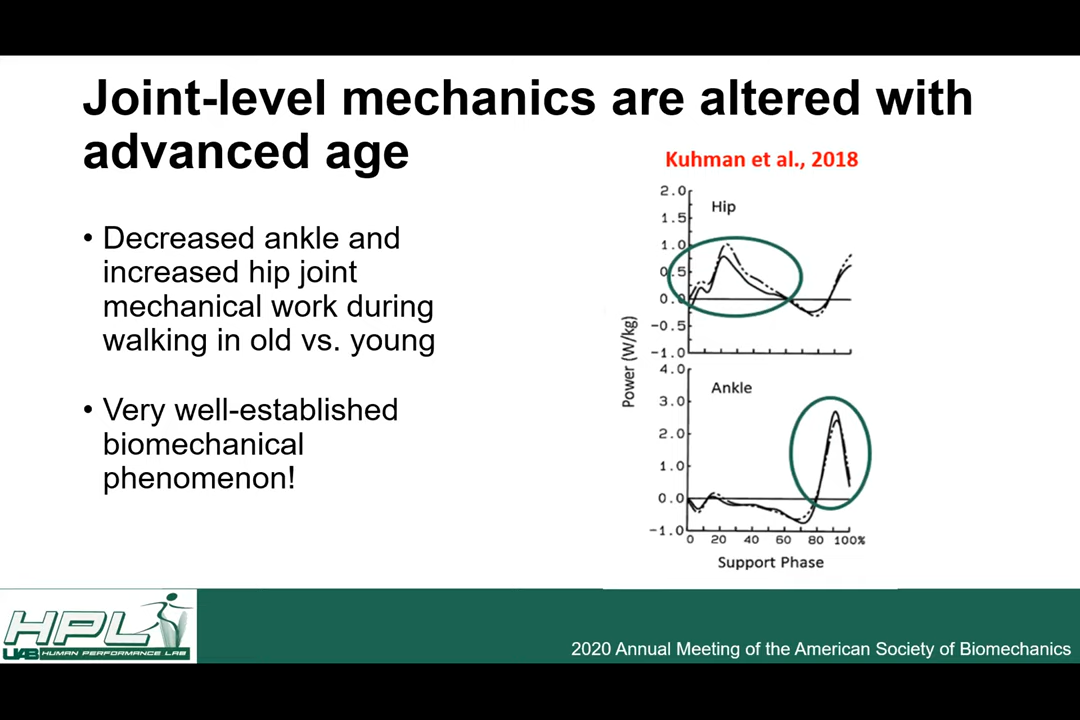 Joint-level mechanics are altered with
advanced age
Kuhman et al., 2018
• Decreased ankle and
increased hip joint
mechanical work during
walking in old vs. young
• Very well-established
biomechanical
phenomenon!
Power (W/kg)
Hip
2.0
1.5
1.0
0.5
0.0
-0.5
-1.0
Ankle
4.0
3.0
2.0
1.0
0.0
-1.0
0 20 40 60 80 100%
Support Phase
HPL
UAB HUMAN PERFORMANCE LAB
2020 Annual Meeting of the American Society of Biomechanics